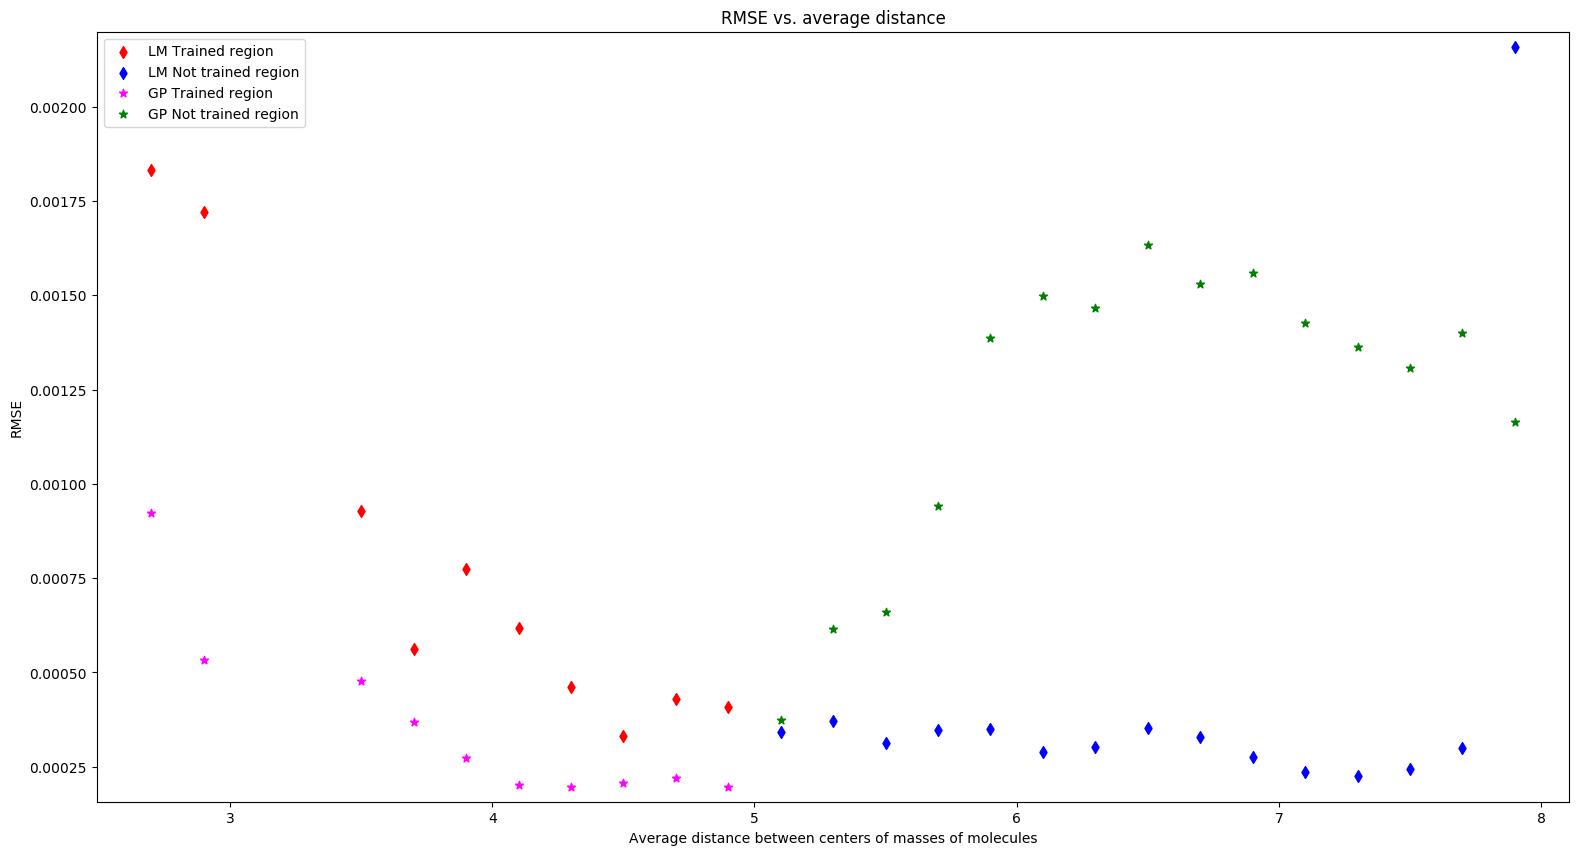 RMSE vs. average distance
LM Trained region
LM Not trained region
GP Trained region
GP Not trained region
0.00200
0.00175
0.00150
0.00125
0.00100
0.00075
0.00050
0.00025
RMSE
3
4
5
6
7
8
Average distance between centers of masses of molecules